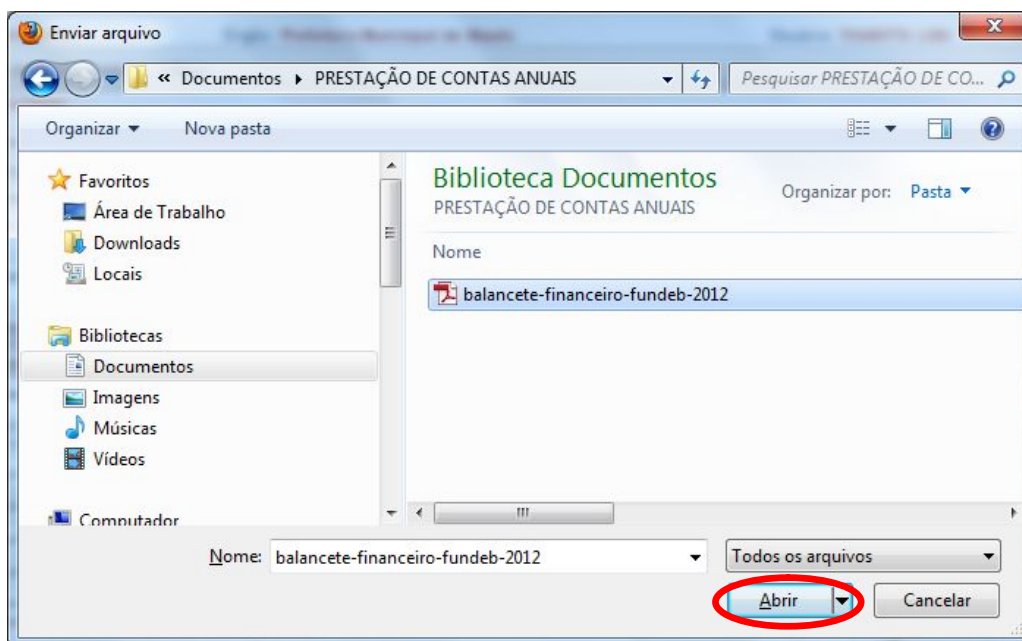 Enviar arquivo
« Documentos ▸ PRESTAÇÃO DE CONTAS ANUAIS
Pesquisar PRESTAÇÃO DE CO...
Organizar
Nova pasta
Favoritos
Área de Trabalho
Downloads
Locais
Bibliotecas
Documentos
Imagens
Músicas
Vídeos
Computador
Biblioteca Documentos
PRESTAÇÃO DE CONTAS ANUAIS
Organizar por: Pasta
Nome
balancete-financeiro-fundeb-2012
Nome: balancete-financeiro-fundeb-2012
Todos os arquivos
Abrir
Cancelar